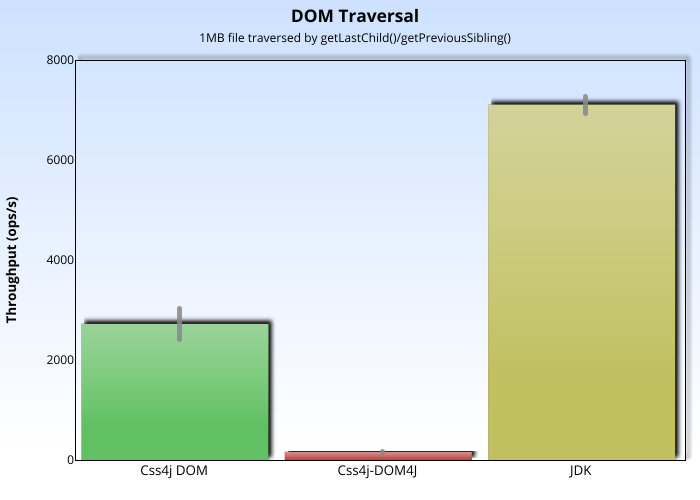 DOM Traversal
1MB file traversed by getLastChild()/getPreviousSibling()
Throughput (ops/s)
8000
6000
4000
2000
0
Css4j DOM
Css4j-DOM4J
JDK